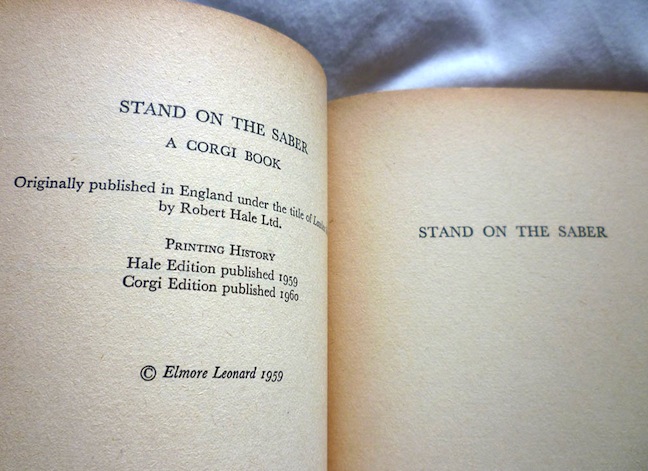 STAND ON THE SABER
A CORGI BOOK
Originally published in England under the title of
by Robert Hale Ltd.
PRINTING HISTORY
Hale Edition published 1959
Corgi Edition published 1960
© Elmore Leonard 1959
STAND ON THE SABER